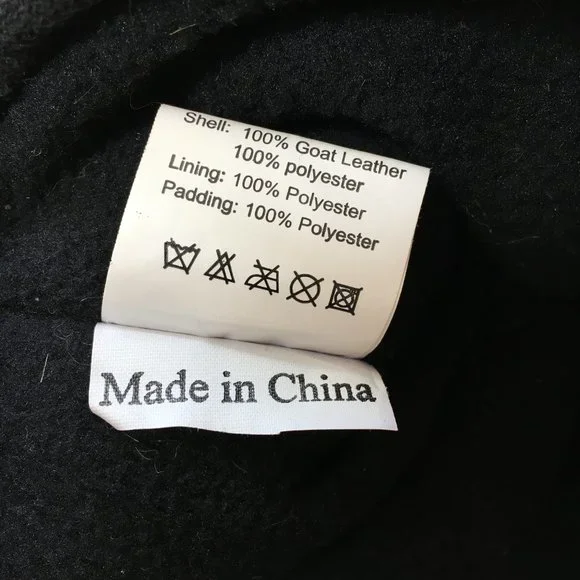 Shell: 100% Goat Leather
100% polyester
Lining: 100% Polyester
Padding: 100% Polyester
Made in China